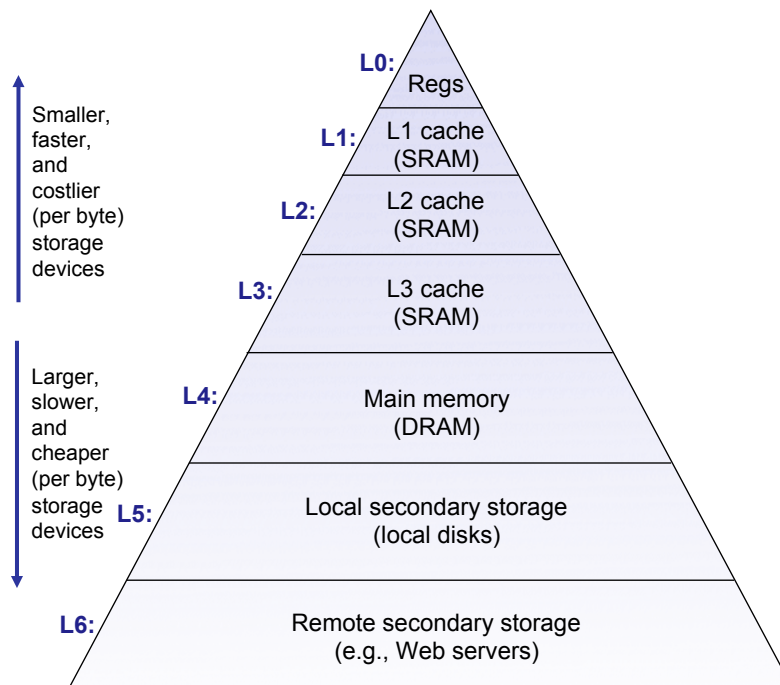 L0:
Regs
L1:
L1 cache
(SRAM)
L2:
L2 cache
(SRAM)
L3:
L3 cache
(SRAM)
L4:
Main memory
(DRAM)
L5:
Local secondary storage
(local disks)
L6:
Remote secondary storage
(e.g., Web servers)
Smaller,
faster,
and
costlier
(per byte)
storage
devices
Larger,
slower,
and
cheaper
(per byte)
storage
devices